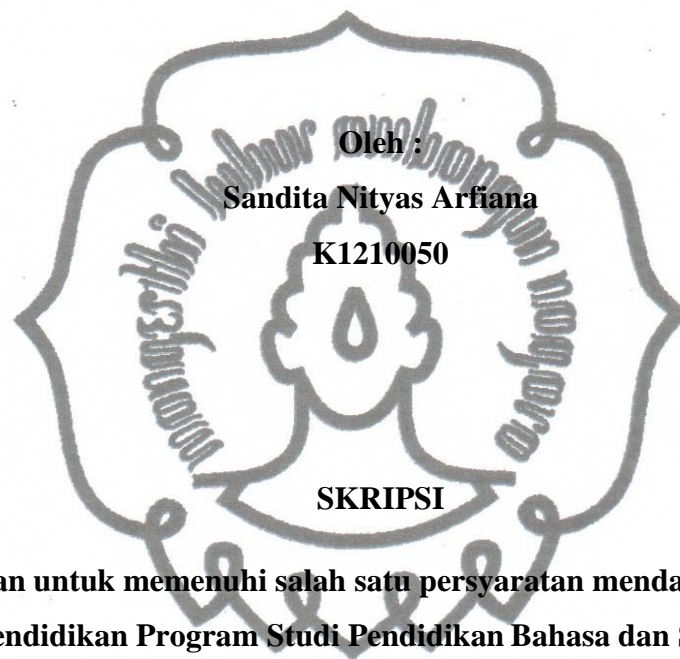 Oleh :
Sandita Nityas Arfiana
K1210050
SKRIPSI
an untuk memenuhi salah satu persyaratan menda
endidikan Program Studi Pendidikan Bahasa dan S